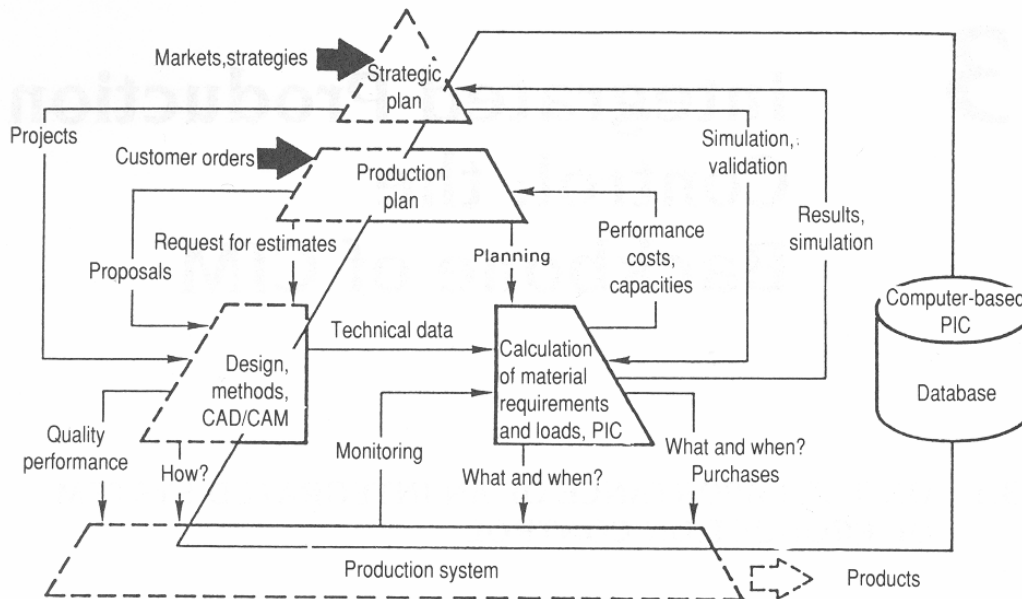 Markets,strategies
Strategic
plan
Projects
Customer orders
Production
plan
Simulation,
validation
Results,
simulation
Request for estimates
Proposals
Planning
Performance
costs,
capacities
Computer-based
PIC
Database
Technical data
Design,
methods,
CAD/CAM
Calculation
of material
requirements
and loads, PIC
Quality
performance
How?
Monitoring
What and when?
What and when?
Purchases
Production system
Products